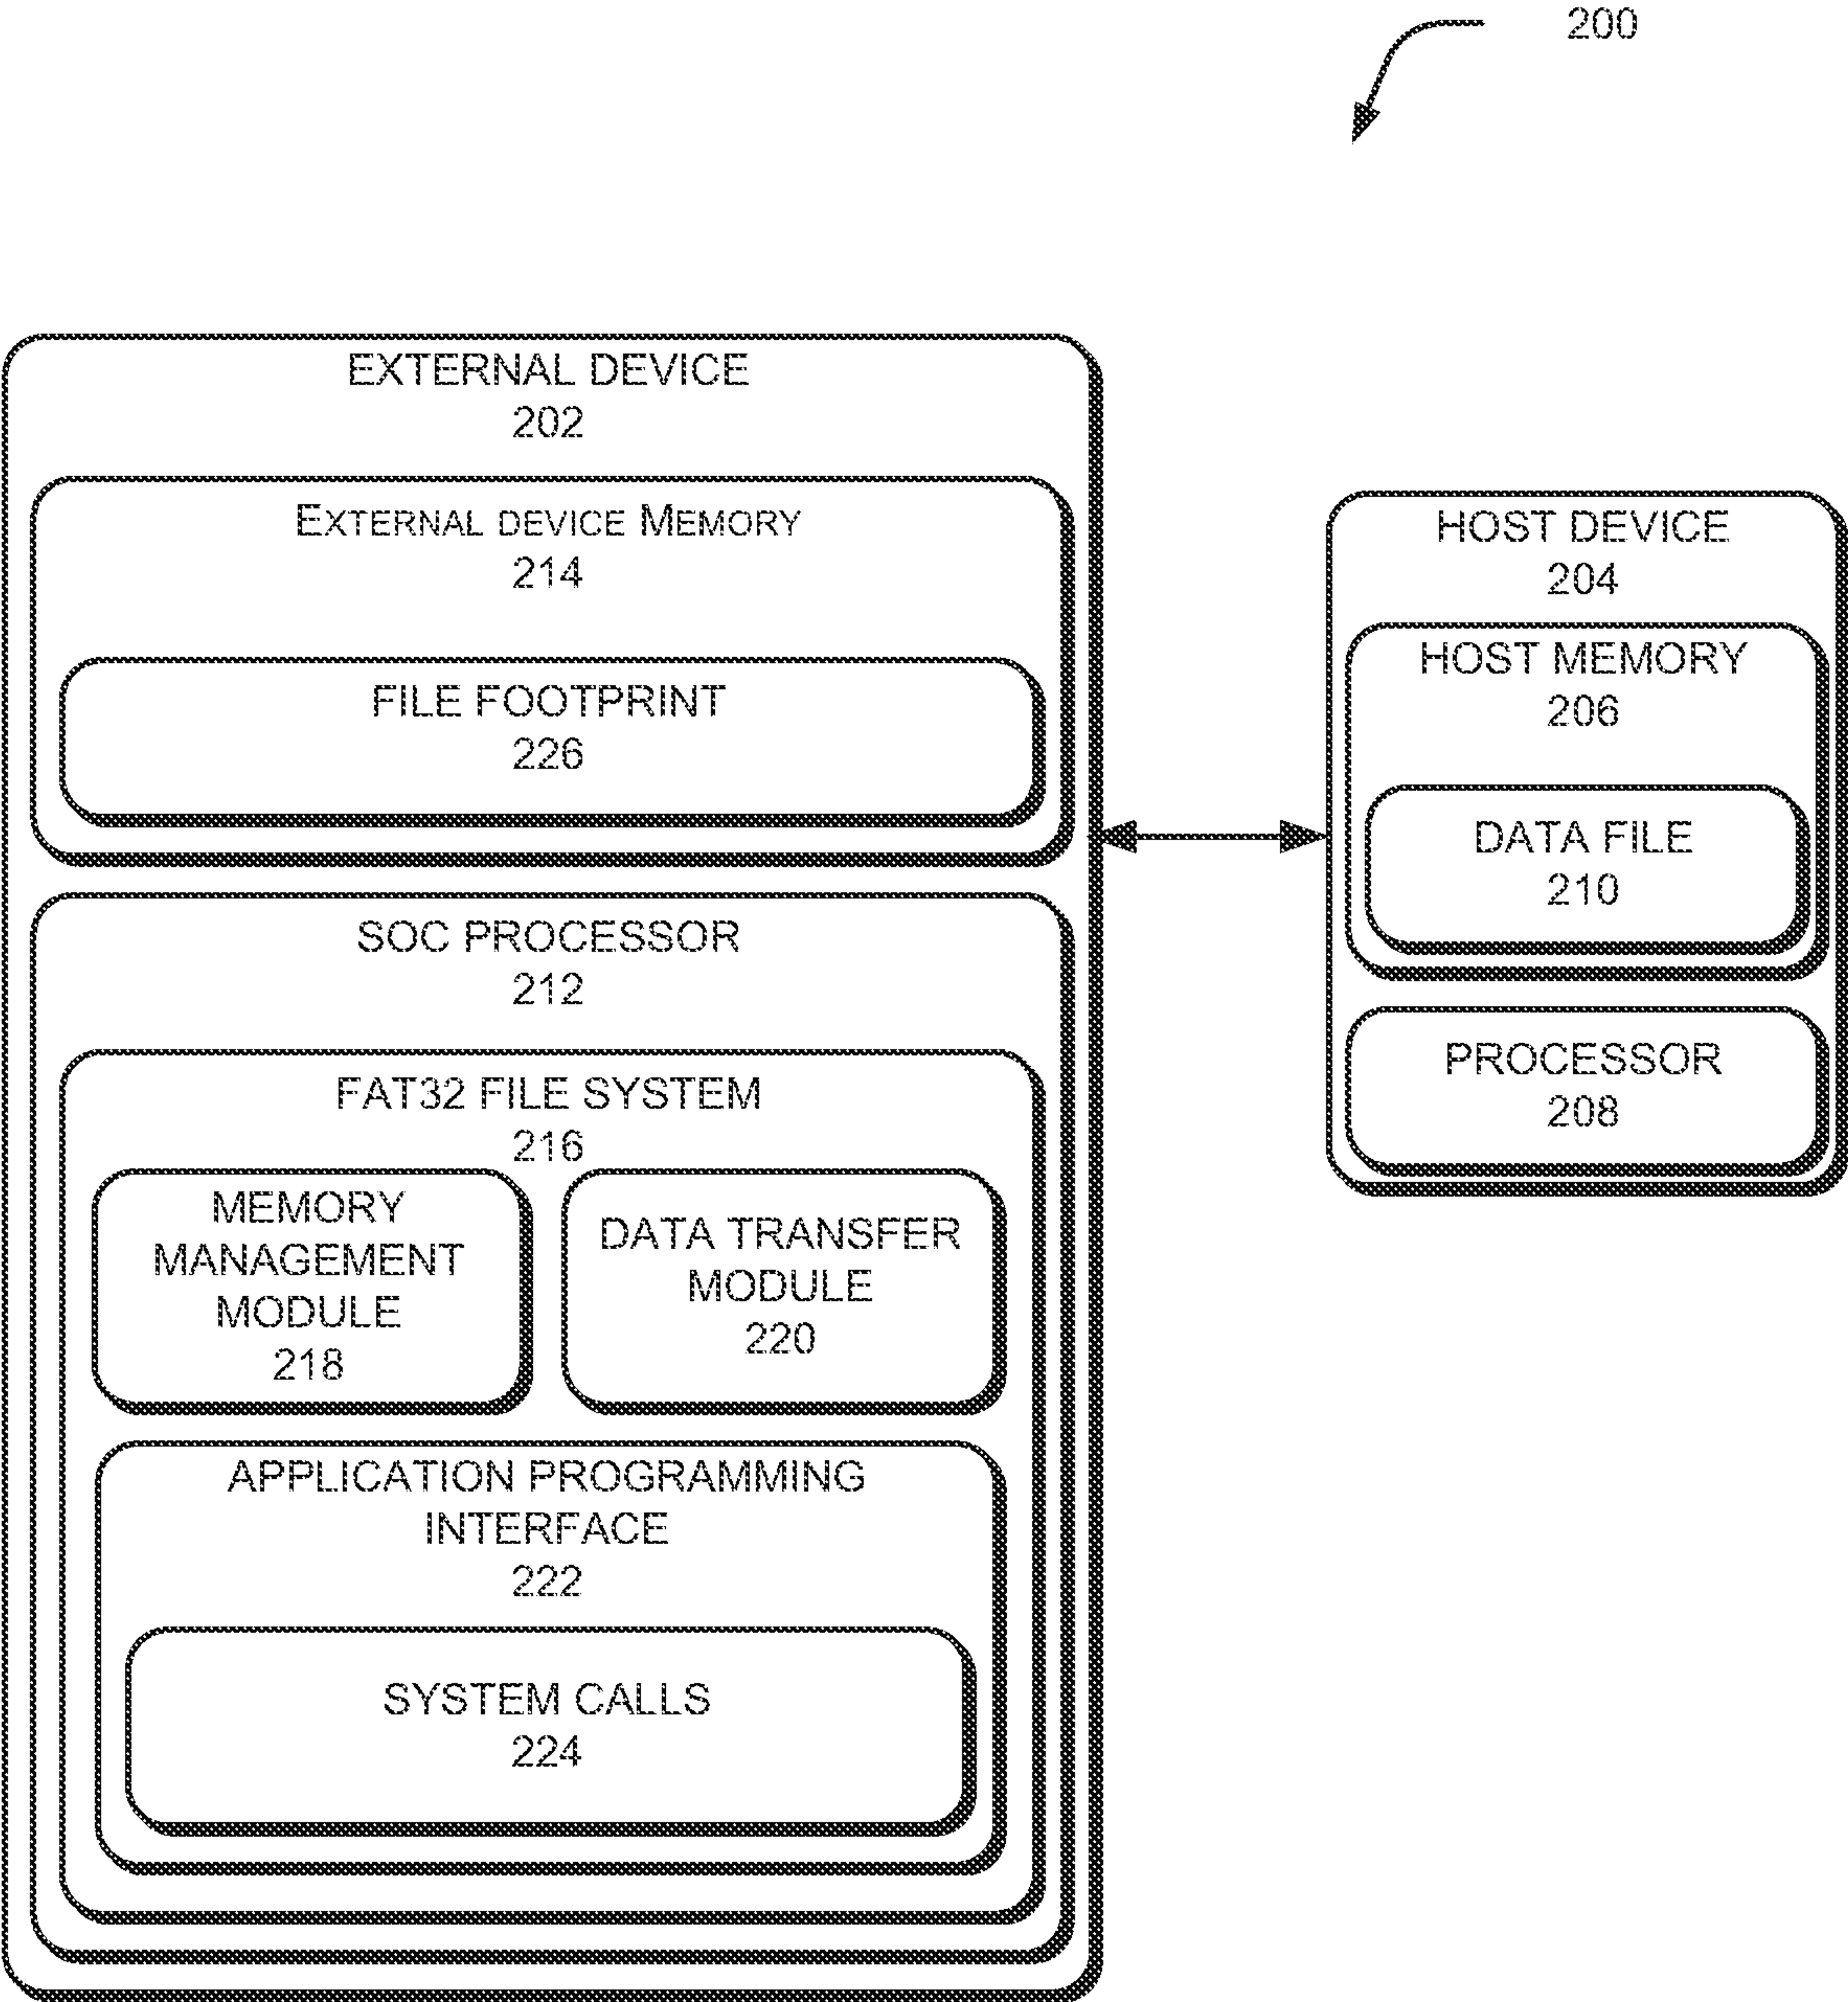 200
EXTERNAL DEVICE
202
EXTERNAL DEVICE MEMORY
214
FILE FOOTPRINT
226
SOC PROCESSOR
212
FAT32 FILE SYSTEM
216
MEMORY
MANAGEMENT
MODULE
218
DATA TRANSFER
MODULE
220
APPLICATION PROGRAMMING
INTERFACE
222
SYSTEM CALLS
224
HOST DEVICE
204
HOST MEMORY
206
DATA FILE
210
PROCESSOR
208